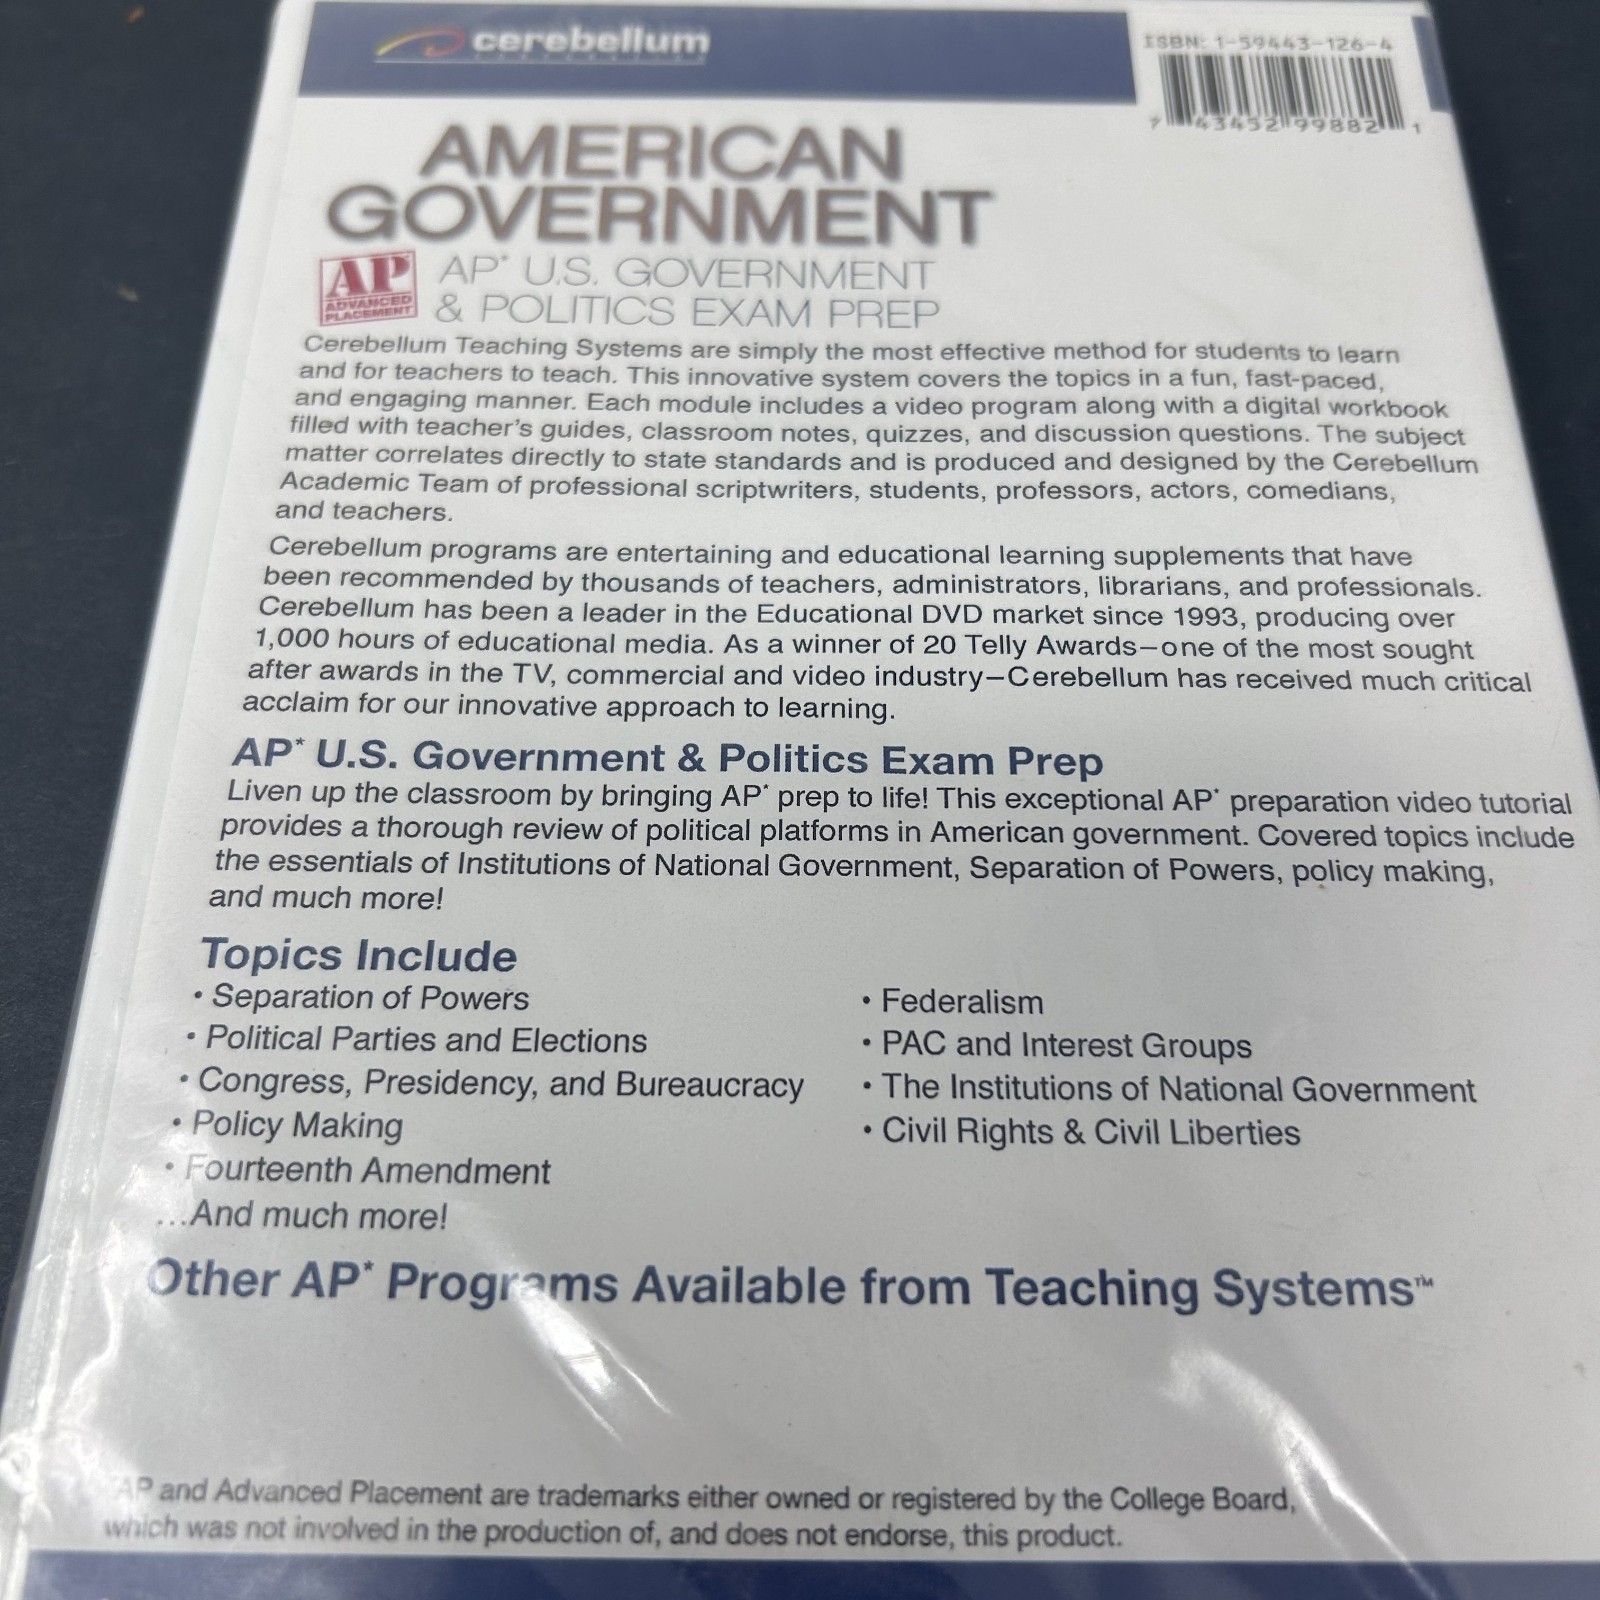 cerebellum
ISBN: 1-59443-126-4
7 43452 99882 1
AMERICAN
GOVERNMENT
AP
ADVANCED
PLACEMENT
AP* U.S. GOVERNMENT
& POLITICS EXAM PREP
Cerebellum Teaching Systems are simply the most effective method for students to learn
and for teachers to teach. This innovative system covers the topics in a fun, fast-paced,
and engaging manner. Each module includes a video program along with a digital workbook
filled with teacher's guides, classroom notes, quizzes, and discussion questions. The subject
matter correlates directly to state standards and is produced and designed by the Cerebellum
Academic Team of professional scriptwriters, students, professors, actors, comedians,
and teachers.
Cerebellum programs are entertaining and educational learning supplements that have
been recommended by thousands of teachers, administrators, librarians, and professionals.
Cerebellum has been a leader in the Educational DVD market since 1993, producing over
1,000 hours of educational media. As a winner of 20 Telly Awards—one of the most sought
after awards in the TV, commercial and video industry—Cerebellum has received much critical
acclaim for our innovative approach to learning.
AP* U.S. Government & Politics Exam Prep
Liven up the classroom by bringing AP* prep to life! This exceptional AP* preparation video tutorial
provides a thorough review of political platforms in American government. Covered topics include
the essentials of Institutions of National Government, Separation of Powers, policy making,
and much more!
Topics Include
• Separation of Powers
• Political Parties and Elections
• Congress, Presidency, and Bureaucracy
• Policy Making
• Fourteenth Amendment
...And much more!
• Federalism
• PAC and Interest Groups
• The Institutions of National Government
• Civil Rights & Civil Liberties
Other AP* Programs Available from Teaching Systems™
AP and Advanced Placement are trademarks either owned or registered by the College Board,
which was not involved in the production of, and does not endorse, this product.